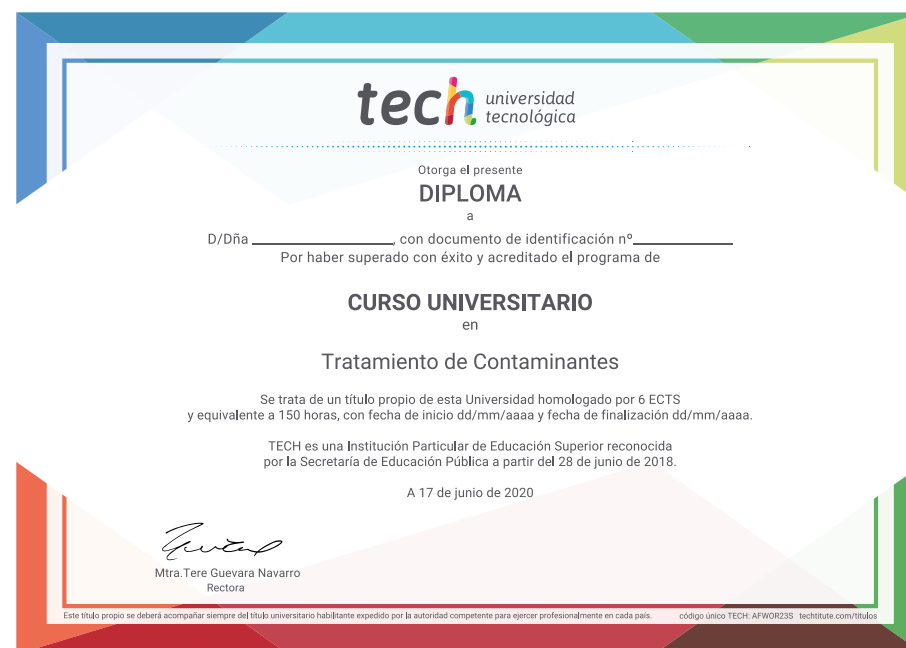 tech universidad
tecnológica
Otorga el presente
DIPLOMA
a
D/Dña ____________________, con documento de identificación nº______________
Por haber superado con éxito y acreditado el programa de
CURSO UNIVERSITARIO
en
Tratamiento de Contaminantes
Se trata de un título propio de esta Universidad homologado por 6 ECTS
y equivalente a 150 horas, con fecha de inicio dd/mm/aaaa y fecha de finalización dd/mm/aaaa.
TECH es una Institución Particular de Educación Superior reconocida
por la Secretaría de Educación Pública a partir del 28 de junio de 2018.
A 17 de junio de 2020
Mtra.Tere Guevara Navarro
Rectora
Este título propio se deberá acompañar siempre del título universitario habilitante expedido por la autoridad competente para ejercer profesionalmente en cada país. código único TECH: AFWOR23S techtitute.com/titulos